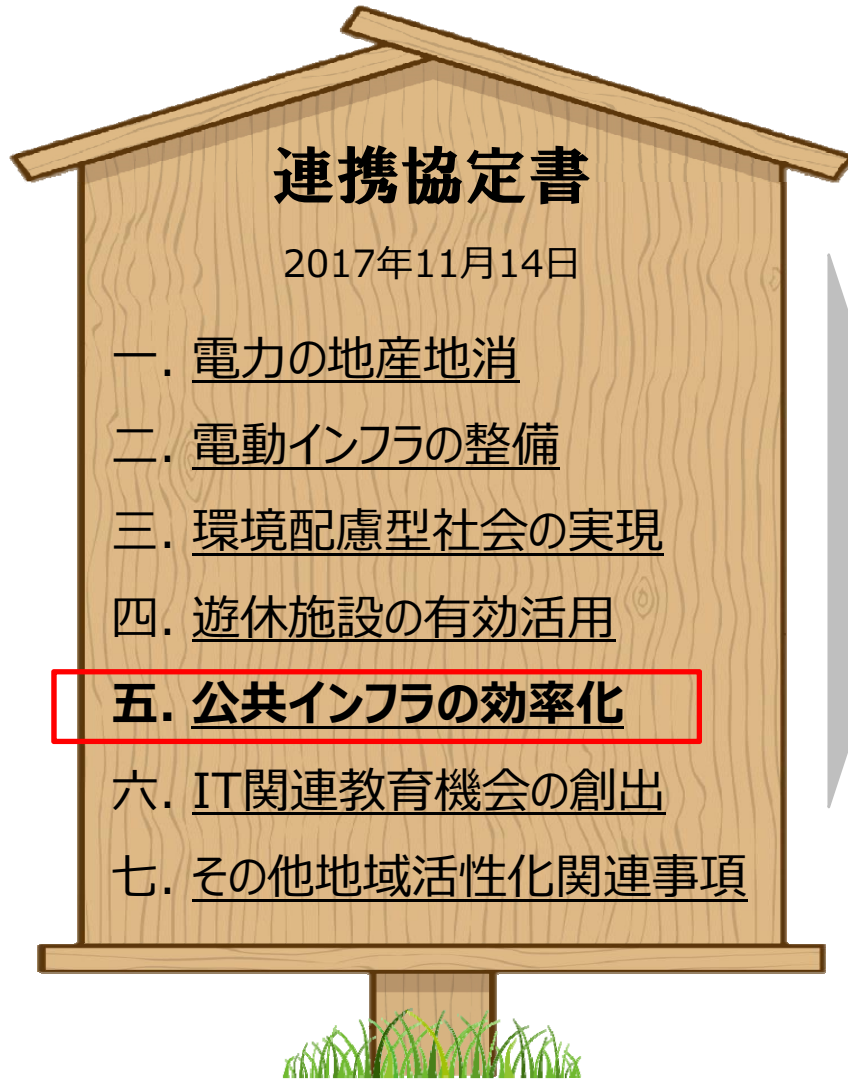 連携協定書
2017年11月14日
一. 電力の地産地消
二. 電動インフラの整備
三. 環境配慮型社会の実現
四. 遊休施設の有効活用
五. 公共インフラの効率化
六. IT関連教育機会の創出
七. その他地域活性化関連事項